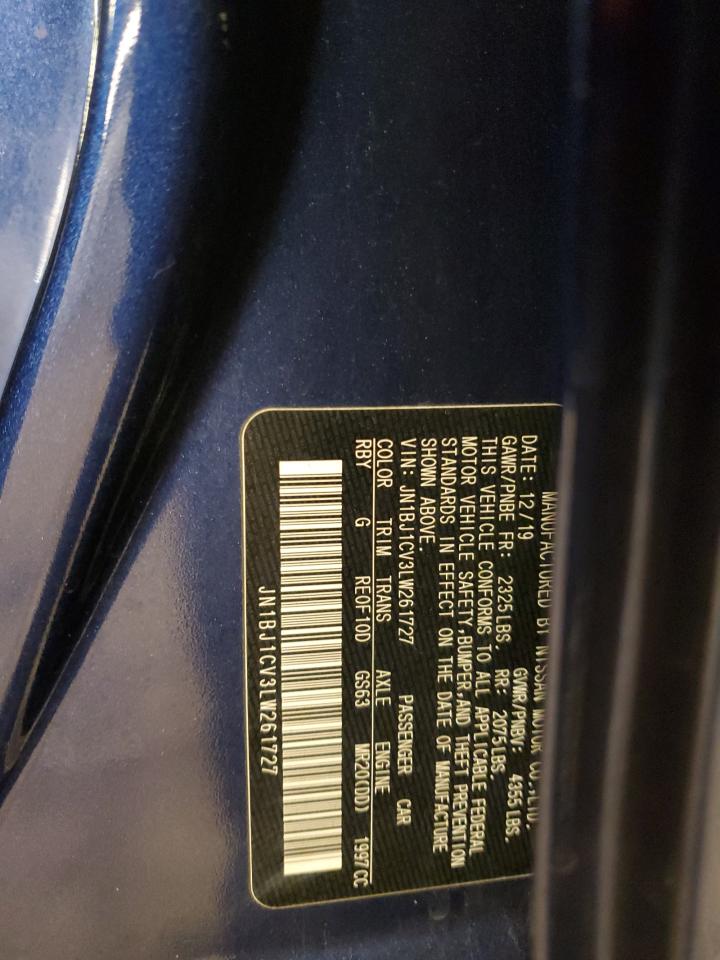 MANUFACTURED BY NISSAN MOTOR CO.,LTD.
DATE: 12/19 GVWR/PNBV: 4355 LBS.
GAWR/PNBE FR: 2325 LBS. RR: 2075 LBS.
THIS VEHICLE CONFORMS TO ALL APPLICABLE FEDERAL
MOTOR VEHICLE SAFETY,BUMPER,AND THEFT PREVENTION
STANDARDS IN EFFECT ON THE DATE OF MANUFACTURE
SHOWN ABOVE.
VIN: JN1BJ1CV3LW261727 PASSENGER CAR
COLOR TRIM TRANS AXLE ENGINE
RBY G RE0F10D GS63 MR20(DD) 1997CC
JN1BJ1CV3LW261727